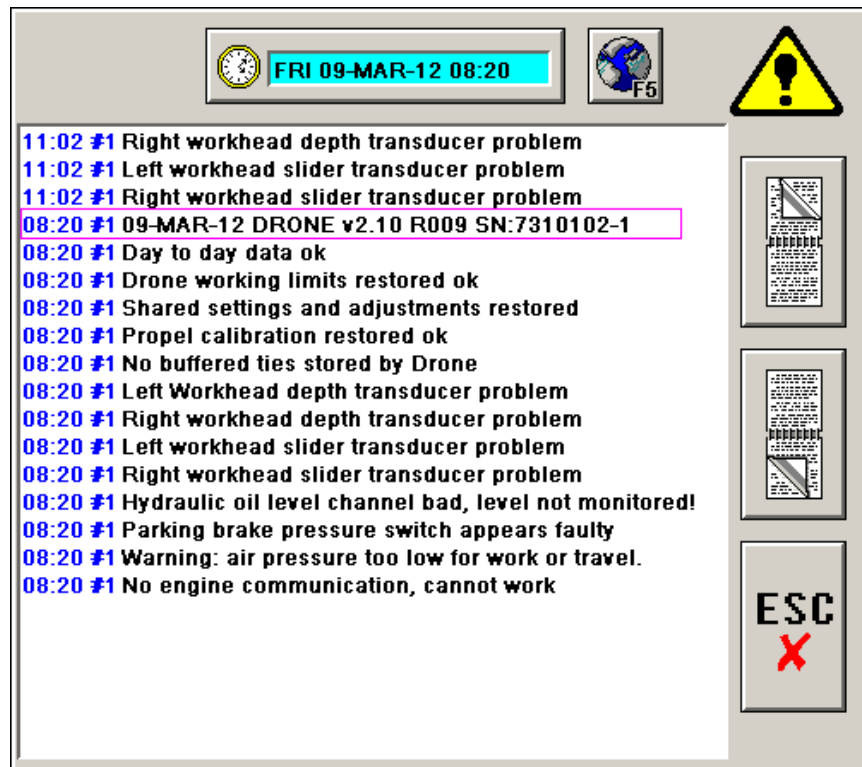 FRI 09-MAR-12 08:20
F5
11:02 #1 Right workhead depth transducer problem
11:02 #1 Left workhead slider transducer problem
11:02 #1 Right workhead slider transducer problem
08:20 #1 09-MAR-12 DRONE v2.10 R009 SN:7310102-1
08:20 #1 Day to day data ok
08:20 #1 Drone working limits restored ok
08:20 #1 Shared settings and adjustments restored
08:20 #1 Propel calibration restored ok
08:20 #1 No buffered ties stored by Drone
08:20 #1 Left Workhead depth transducer problem
08:20 #1 Right workhead depth transducer problem
08:20 #1 Left workhead slider transducer problem
08:20 #1 Right workhead slider transducer problem
08:20 #1 Hydraulic oil level channel bad, level not monitored!
08:20 #1 Parking brake pressure switch appears faulty
08:20 #1 Warning: air pressure too low for work or travel.
08:20 #1 No engine communication, cannot work
ESC